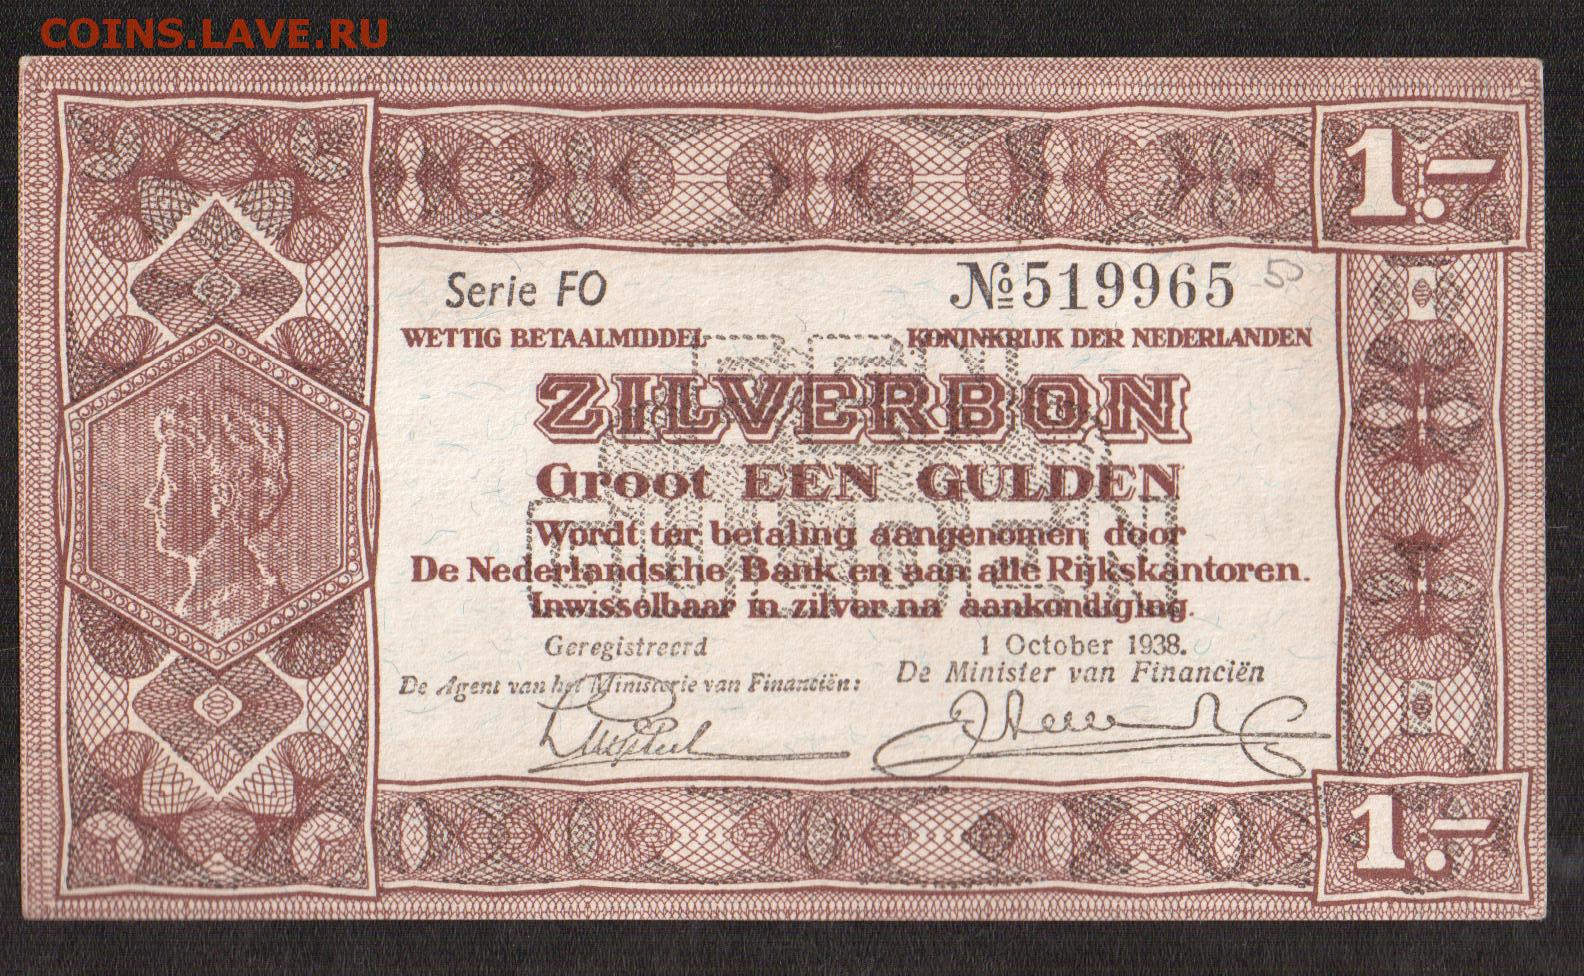 COINS.LAVE.RU
1.-
Serie FO №519965 50
WETTIG BETAALMIDDEL KONINKRIJK DER NEDERLANDEN
ZILVERBON
Groot EEN GULDEN
Wordt ter betaling aangenomen door
De Nederlandsche Bank en aan alle Rijkskantoren.
Inwisselbaar in zilver na aankondiging.
Geregistreerd 1 October 1938.
De Agent van het Ministerie van Financiën: De Minister van Financiën
1.-